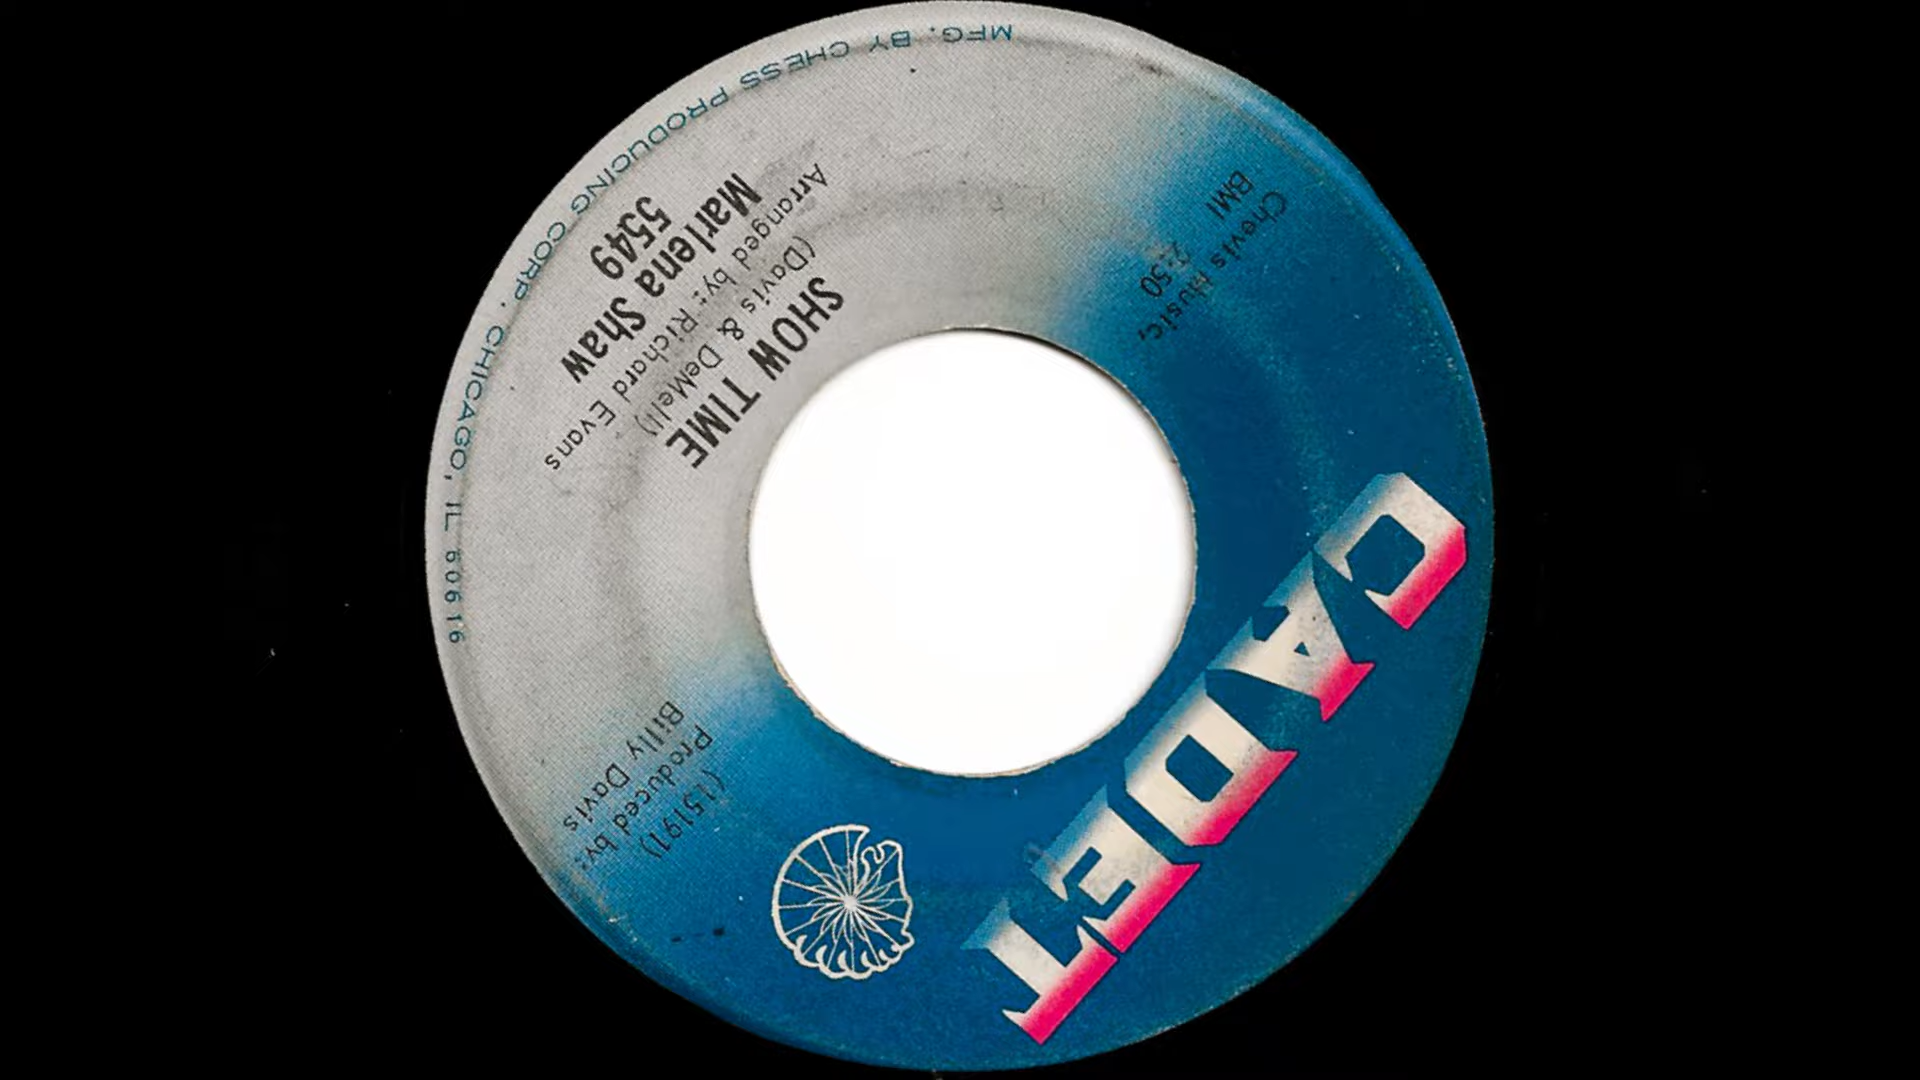 CADET
Chevis Music,
BMI
2:50
(15191)
Produced by:
Billy Davis
SHOW TIME
(Davis & DeMell)
Arranged by: Richard Evans
Marlena Shaw
5549
MFG. BY CHESS PRODUCING CORP. CHICAGO, IL 60616